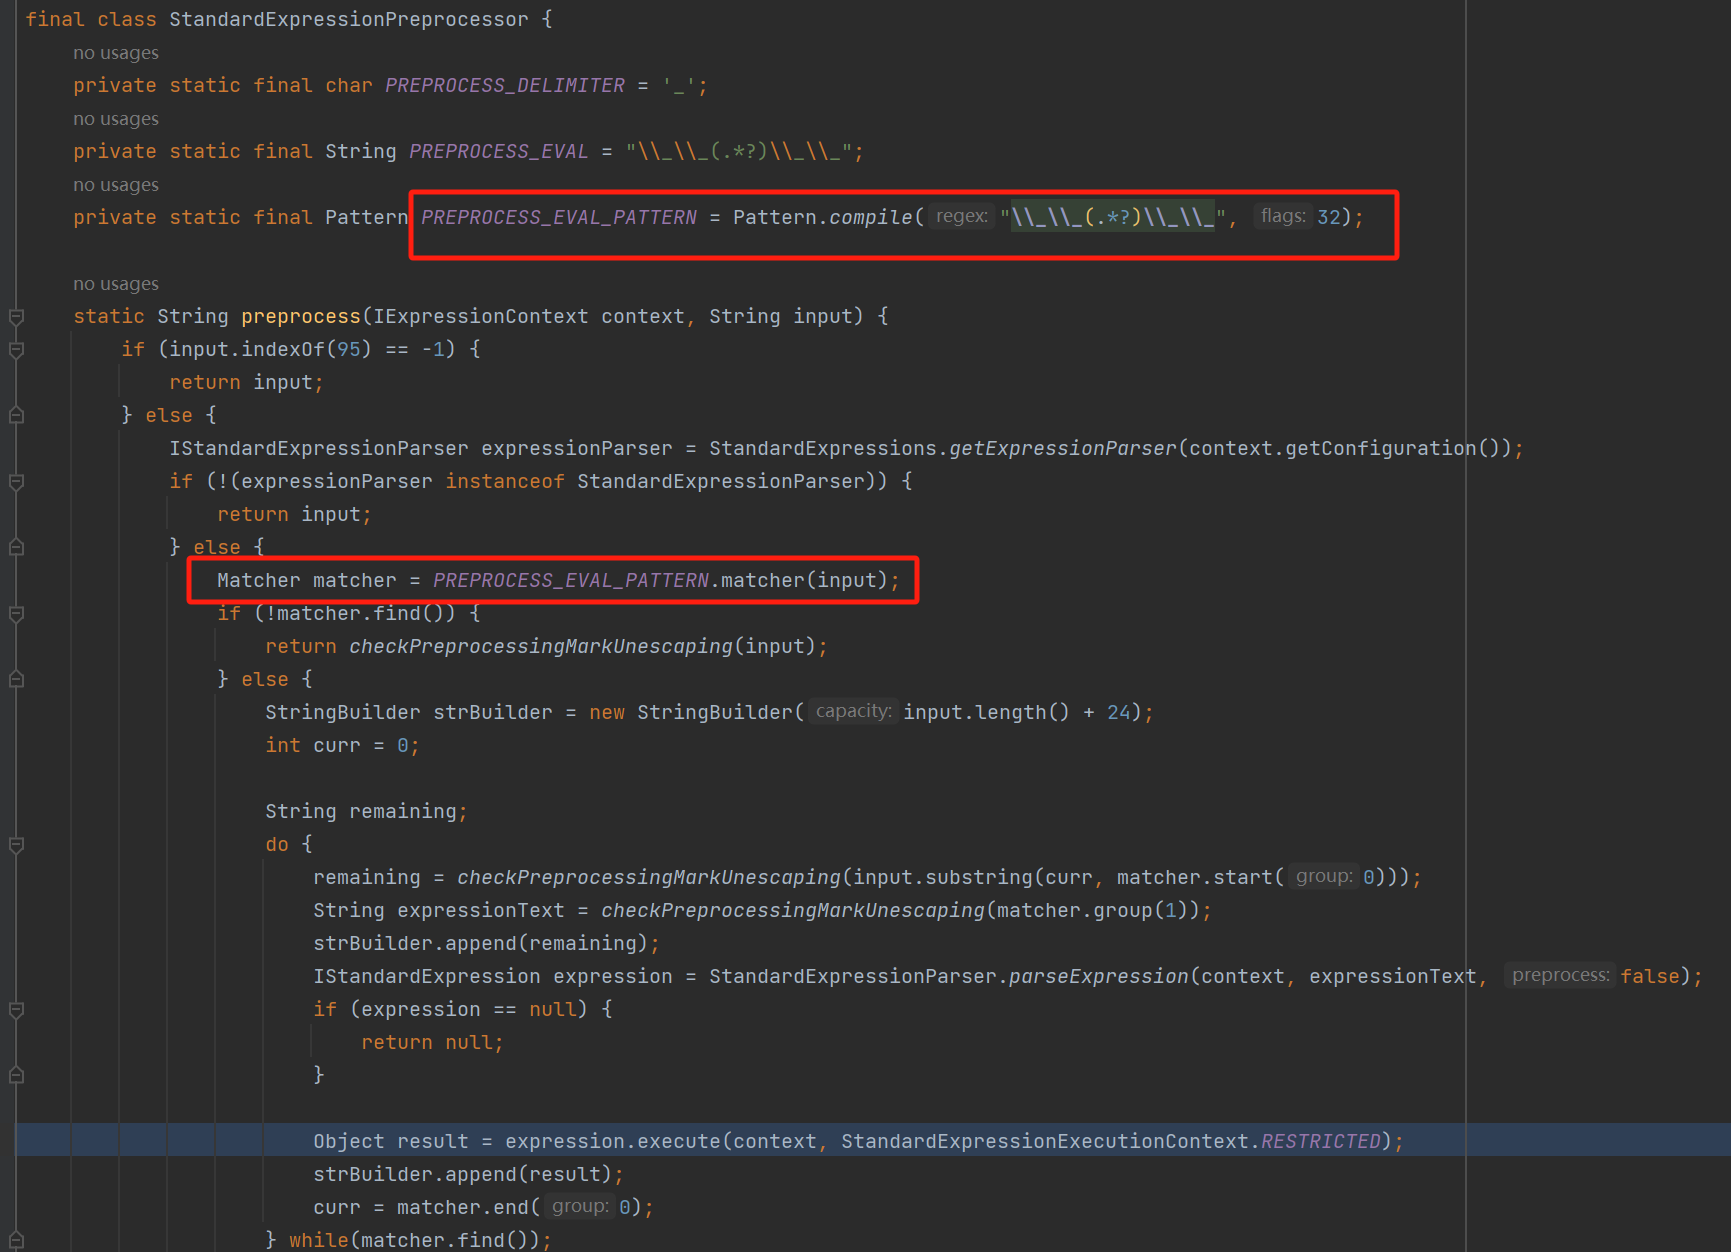 final class StandardExpressionPreprocessor {
no usages
private static final char PREPROCESS_DELIMITER = '_';
no usages
private static final String PREPROCESS_EVAL = "\\_\\_(.*?)\\_\\_";
no usages
private static final Pattern PREPROCESS_EVAL_PATTERN = Pattern.compile( regex: "\\_\\_(.*?)\\_\\_", flags: 32);
no usages
static String preprocess(IExpressionContext context, String input) {
if (input.indexOf(95) == -1) {
return input;
} else {
IStandardExpressionParser expressionParser = StandardExpressions.getExpressionParser(context.getConfiguration());
if (!(expressionParser instanceof StandardExpressionParser)) {
return input;
} else {
Matcher matcher = PREPROCESS_EVAL_PATTERN.matcher(input);
if (!matcher.find()) {
return checkPreprocessingMarkUnescaping(input);
} else {
StringBuilder strBuilder = new StringBuilder( capacity: input.length() + 24);
int curr = 0;
String remaining;
do {
remaining = checkPreprocessingMarkUnescaping(input.substring(curr, matcher.start( group: 0)));
String expressionText = checkPreprocessingMarkUnescaping(matcher.group(1));
strBuilder.append(remaining);
IStandardExpression expression = StandardExpressionParser.parseExpression(context, expressionText, preprocess: false);
if (expression == null) {
return null;
}
Object result = expression.execute(context, StandardExpressionExecutionContext.RESTRICTED);
strBuilder.append(result);
curr = matcher.end( group: 0);
} while(matcher.find());